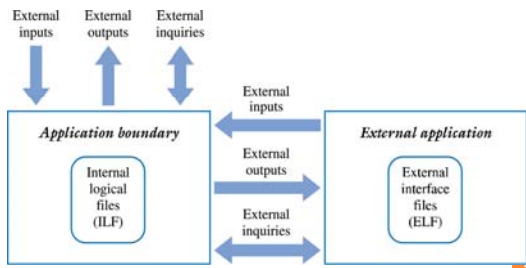 External
inputs
External
outputs
External
inquiries
Application boundary
Internal
logical
files
(ILF)
External
inputs
External
outputs
External
inquiries
External application
External
interface
files
(ELF)